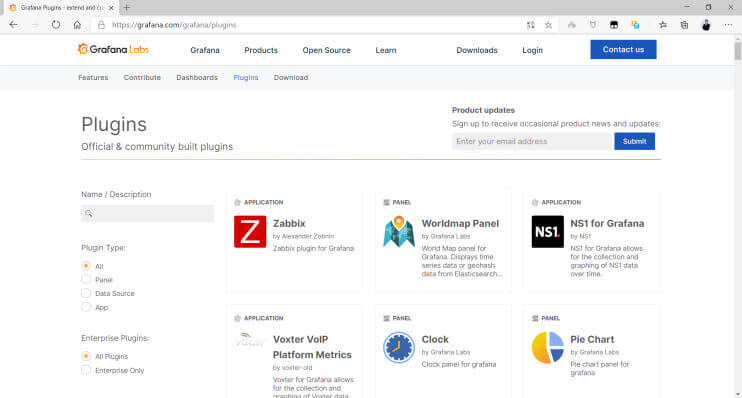 Grafana Plugins - extend and cu
https://grafana.com/grafana/plugins
Grafana Labs
Grafana Products Open Source Learn Downloads Login Contact us
Features Contribute Dashboards Plugins Download
Plugins
Official & community built plugins
Product updates
Sign up to receive occasional product news and updates:
Enter your email address Submit
Name / Description
Plugin Type:
All
Panel
Data Source
App
Enterprise Plugins:
All Plugins
Enterprise Only
APPLICATION
Zabbix
by Alexander Zobnin
Zabbix plugin for Grafana
PANEL
Worldmap Panel
by Grafana Labs
World Map panel for
Grafana. Displays time
series data or geohash
data from Elasticsearch...
APPLICATION
NS1.
NS1 for Grafana
by NS1
NS1 for Grafana allows
for the collection and
graphing of NS1 data
over time.
APPLICATION
Voxter VoIP
Platform Metrics
by voxter-old
Voxter for Grafana allows
for the collection and
graphing of Voxter data
PANEL
Clock
by Grafana Labs
Clock panel for grafana
PANEL
Pie Chart
by Grafana Labs
Pie chart panel for
grafana